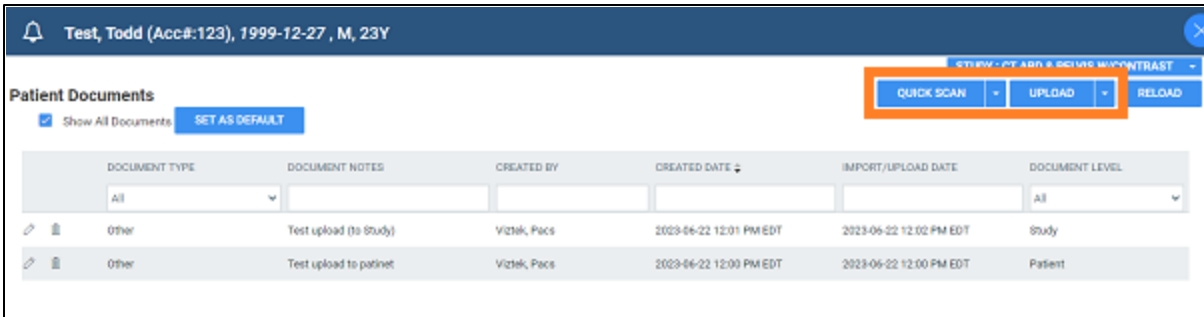 Test, Todd (Acc#:123), 1999-12-27 , M, 23Y
STUDY : CT ABD & PELVIS W/CONTRAST
Patient Documents
QUICK SCAN UPLOAD RELOAD
Show All Documents SET AS DEFAULT
DOCUMENT TYPE DOCUMENT NOTES CREATED BY CREATED DATE IMPORT/UPLOAD DATE DOCUMENT LEVEL
All All
Other Test upload (to Study) Viztek, Pacs 2023-06-22 12:01 PM EDT 2023-06-22 12:02 PM EDT Study
Other Test upload to patinet Viztek, Pacs 2023-06-22 12:00 PM EDT 2023-06-22 12:00 PM EDT Patient